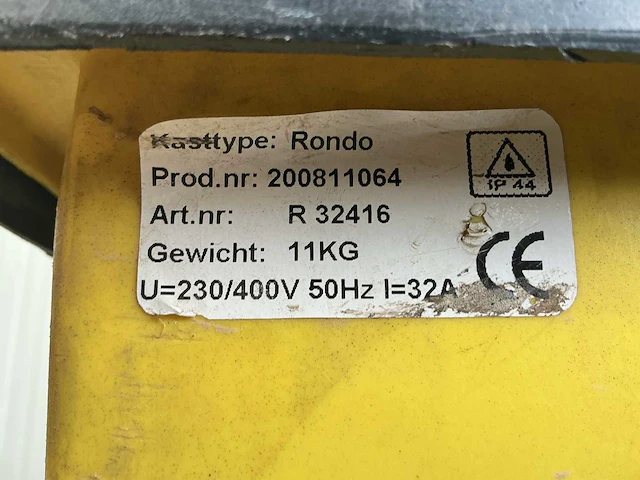 Kasttype: Rondo
Prod.nr: 200811064
Art.nr: R 32416
Gewicht: 11KG
U=230/400V 50Hz I=32A
IP 44
CE